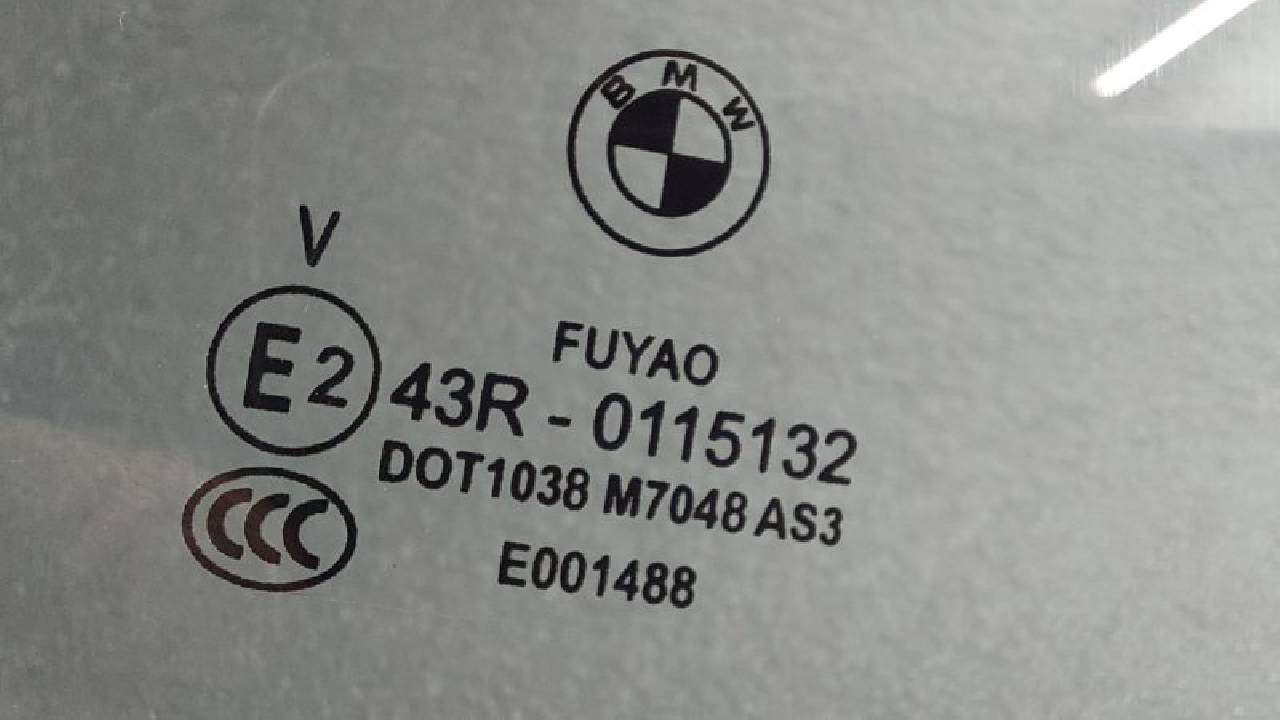 BMW
V
FUYAO
E2 43R - 0115132
DOT1038 M7048 AS3
CCC
E001488